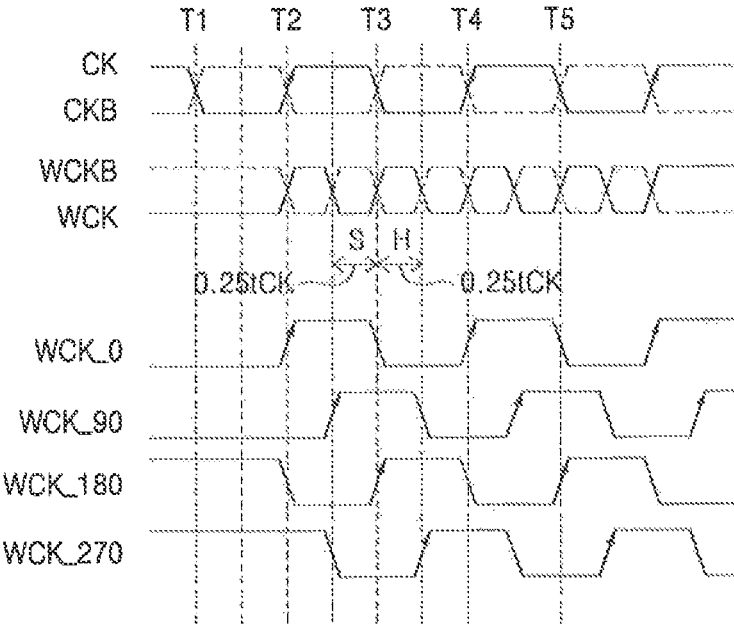 T1 T2 T3 T4 T5
CK
CKB
WCKB
WCK
S H
0.25tCK 0.25tCK
WCK_0
WCK_90
WCK_180
WCK_270